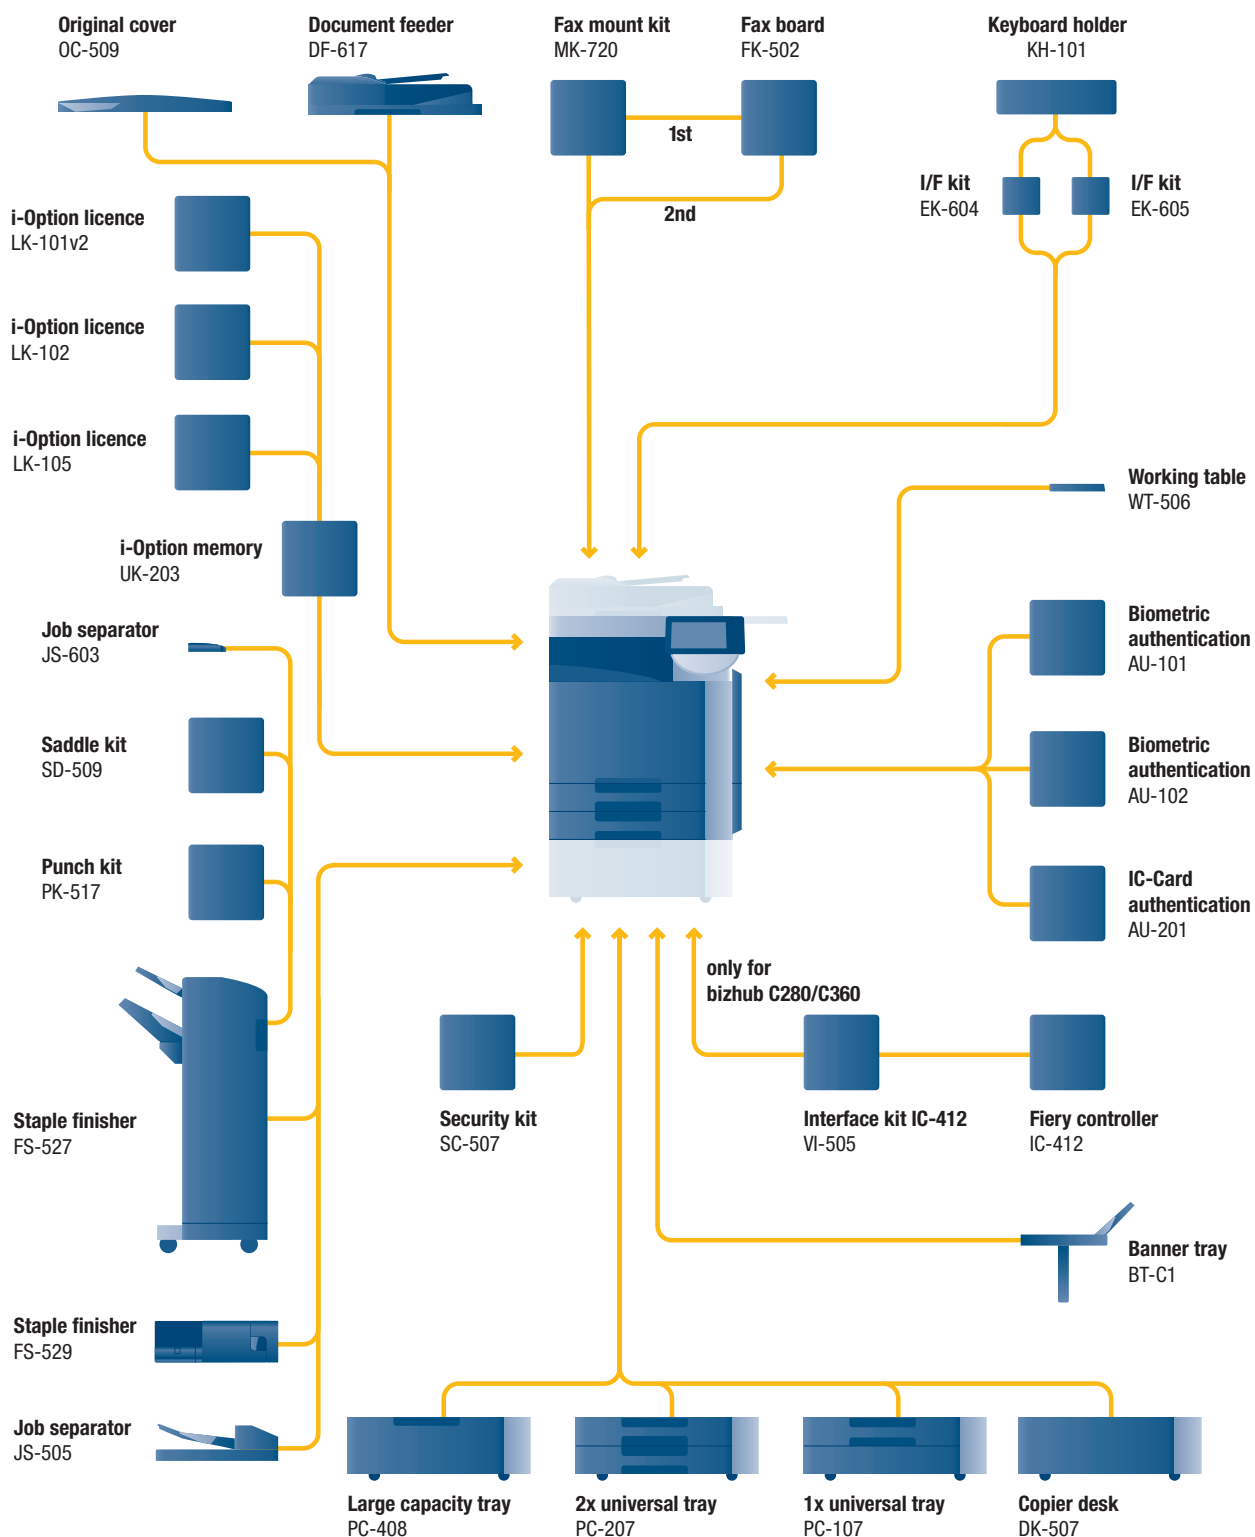 Original cover
OC-509
Document feeder
DF-617
Fax mount kit
MK-720
Fax board
FK-502
Keyboard holder
KH-101
1st
2nd
I/F kit
EK-604
I/F kit
EK-605
i-Option licence
LK-101v2
i-Option licence
LK-102
i-Option licence
LK-105
Working table
WT-506
i-Option memory
UK-203
Job separator
JS-603
Biometric
authentication
AU-101
Saddle kit
SD-509
Biometric
authentication
AU-102
Punch kit
PK-517
IC-Card
authentication
AU-201
only for
bizhub C280/C360
Staple finisher
FS-527
Security kit
SC-507
Interface kit IC-412
VI-505
Fiery controller
IC-412
Banner tray
BT-C1
Staple finisher
FS-529
Job separator
JS-505
Large capacity tray
PC-408
2x universal tray
PC-207
1x universal tray
PC-107
Copier desk
DK-507